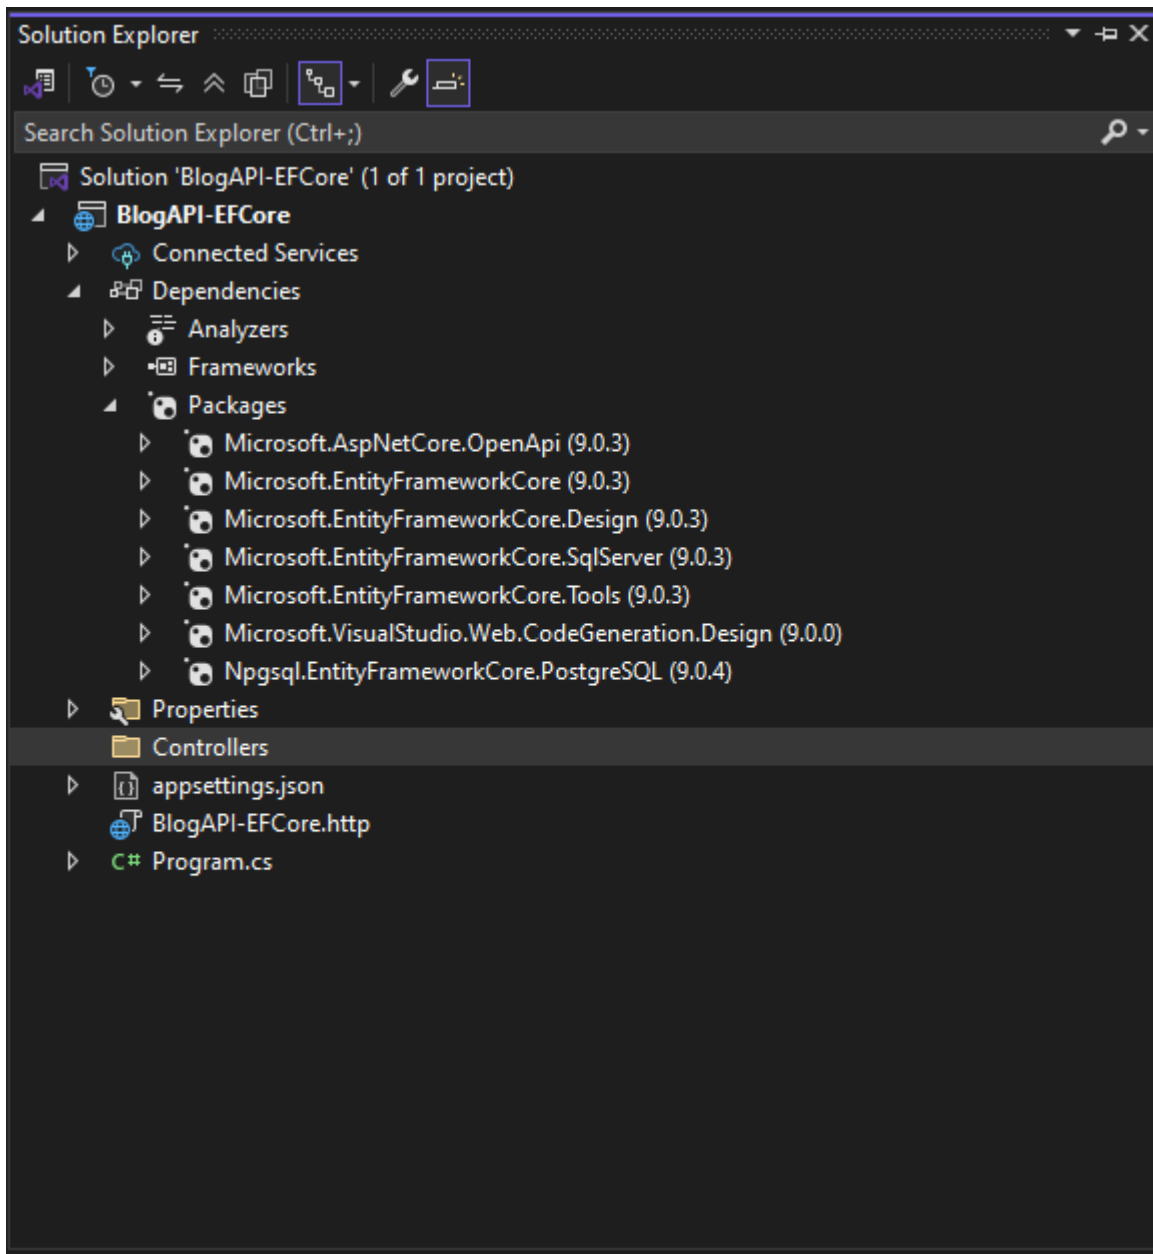 Solution Explorer
Search Solution Explorer (Ctrl+;)
Solution 'BlogAPI-EFCore' (1 of 1 project)
BlogAPI-EFCore
Connected Services
Dependencies
Analyzers
Frameworks
Packages
Microsoft.AspNetCore.OpenApi (9.0.3)
Microsoft.EntityFrameworkCore (9.0.3)
Microsoft.EntityFrameworkCore.Design (9.0.3)
Microsoft.EntityFrameworkCore.SqlServer (9.0.3)
Microsoft.EntityFrameworkCore.Tools (9.0.3)
Microsoft.VisualStudio.Web.CodeGeneration.Design (9.0.0)
Npgsql.EntityFrameworkCore.PostgreSQL (9.0.4)
Properties
Controllers
appsettings.json
BlogAPI-EFCore.http
C# Program.cs